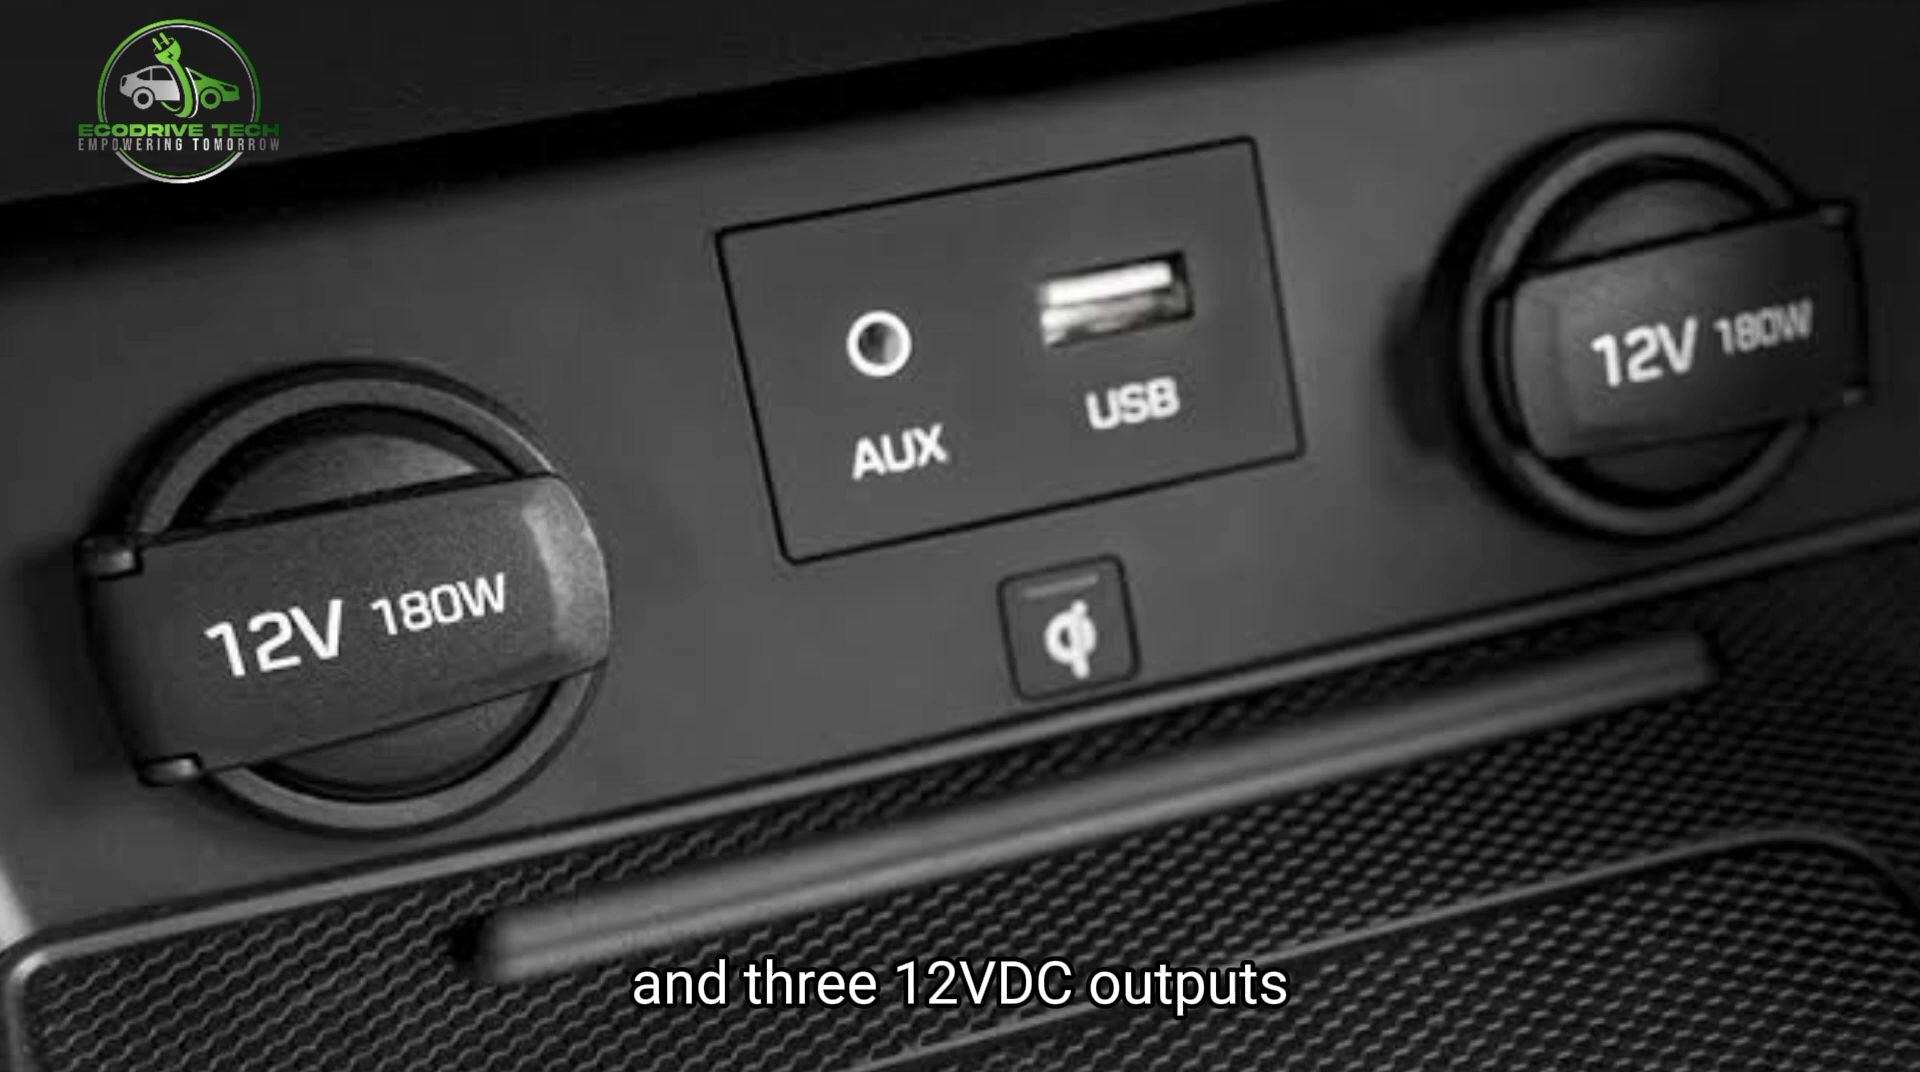 ECODRIVE TECH
EMPOWERING TOMORROW
AUX
USB
12V 180W
12V 180W
and three 12VDC outputs